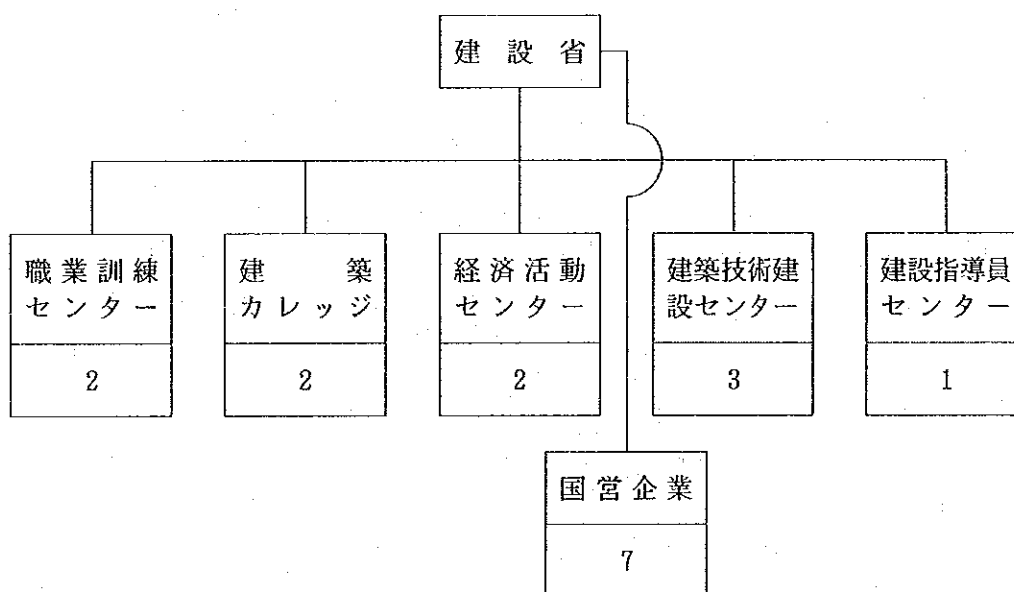 建設省
職業訓練
センター
2
建築
カレッジ
2
経済活動
センター
2
建築技術建
設センター
3
建設指導員
センター
1
国営企業
7